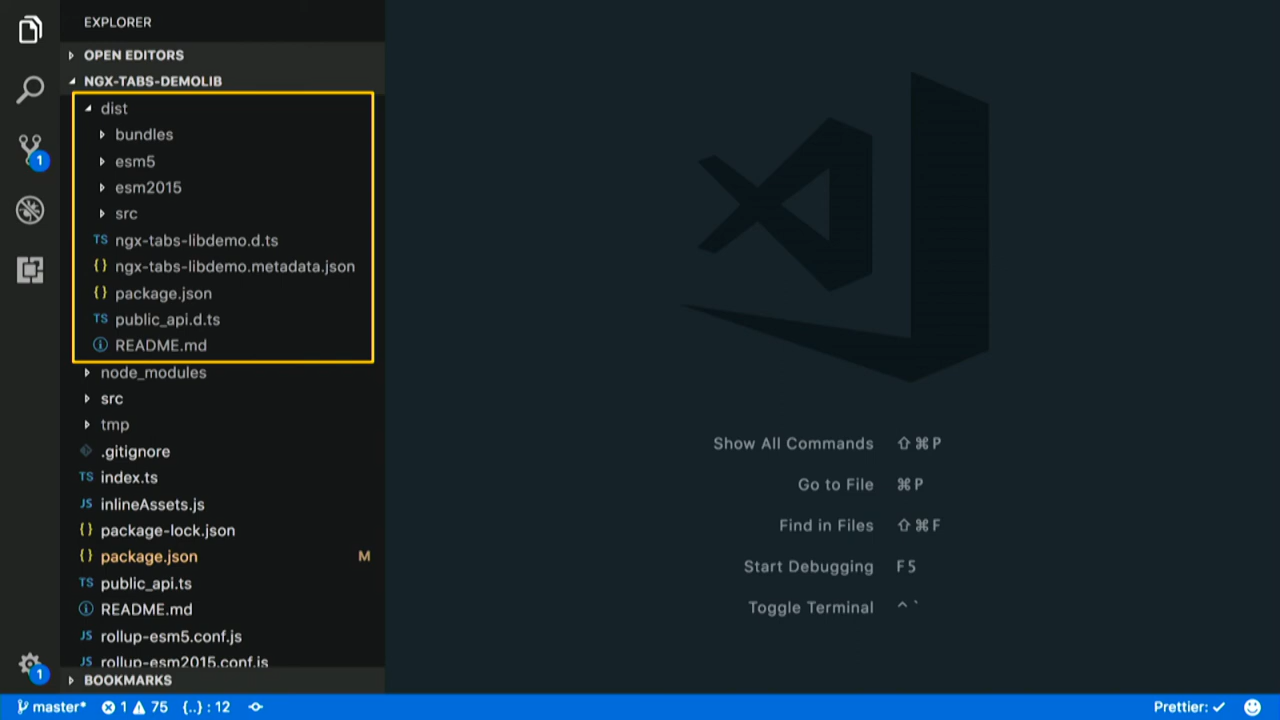 EXPLORER
OPEN EDITORS
NGX-TABS-DEMOLIB
dist
bundles
esm5
esm2015
src
TS ngx-tabs-libdemo.d.ts
{} ngx-tabs-libdemo.metadata.json
{} package.json
TS public_api.d.ts
README.md
node_modules
src
tmp
.gitignore
TS index.ts
JS inlineAssets.js
{} package-lock.json
{} package.json M
TS public_api.ts
README.md
JS rollup-esm5.conf.js
JS rollup-esm2015.conf.js
BOOKMARKS
1
1
Show All Commands ⇧⌘P
Go to File ⌘P
Find in Files ⇧⌘F
Start Debugging F5
Toggle Terminal ^`
master* 1 75 {..} : 12
Prettier: ✓